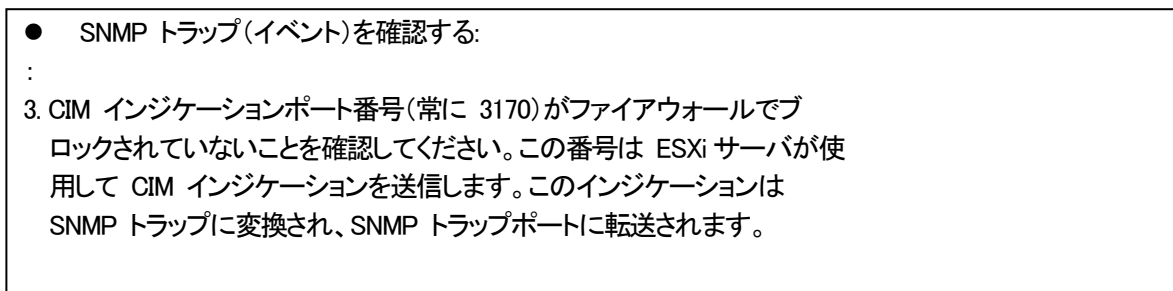 ● SNMP トラップ(イベント)を確認する:
:
3. CIM インジケーションポート番号(常に 3170)がファイアウォールでブ
ロックされていないことを確認してください。この番号は ESXi サーバが使
用して CIM インジケーションを送信します。このインジケーションは
SNMP トラップに変換され、SNMP トラップポートに転送されます。